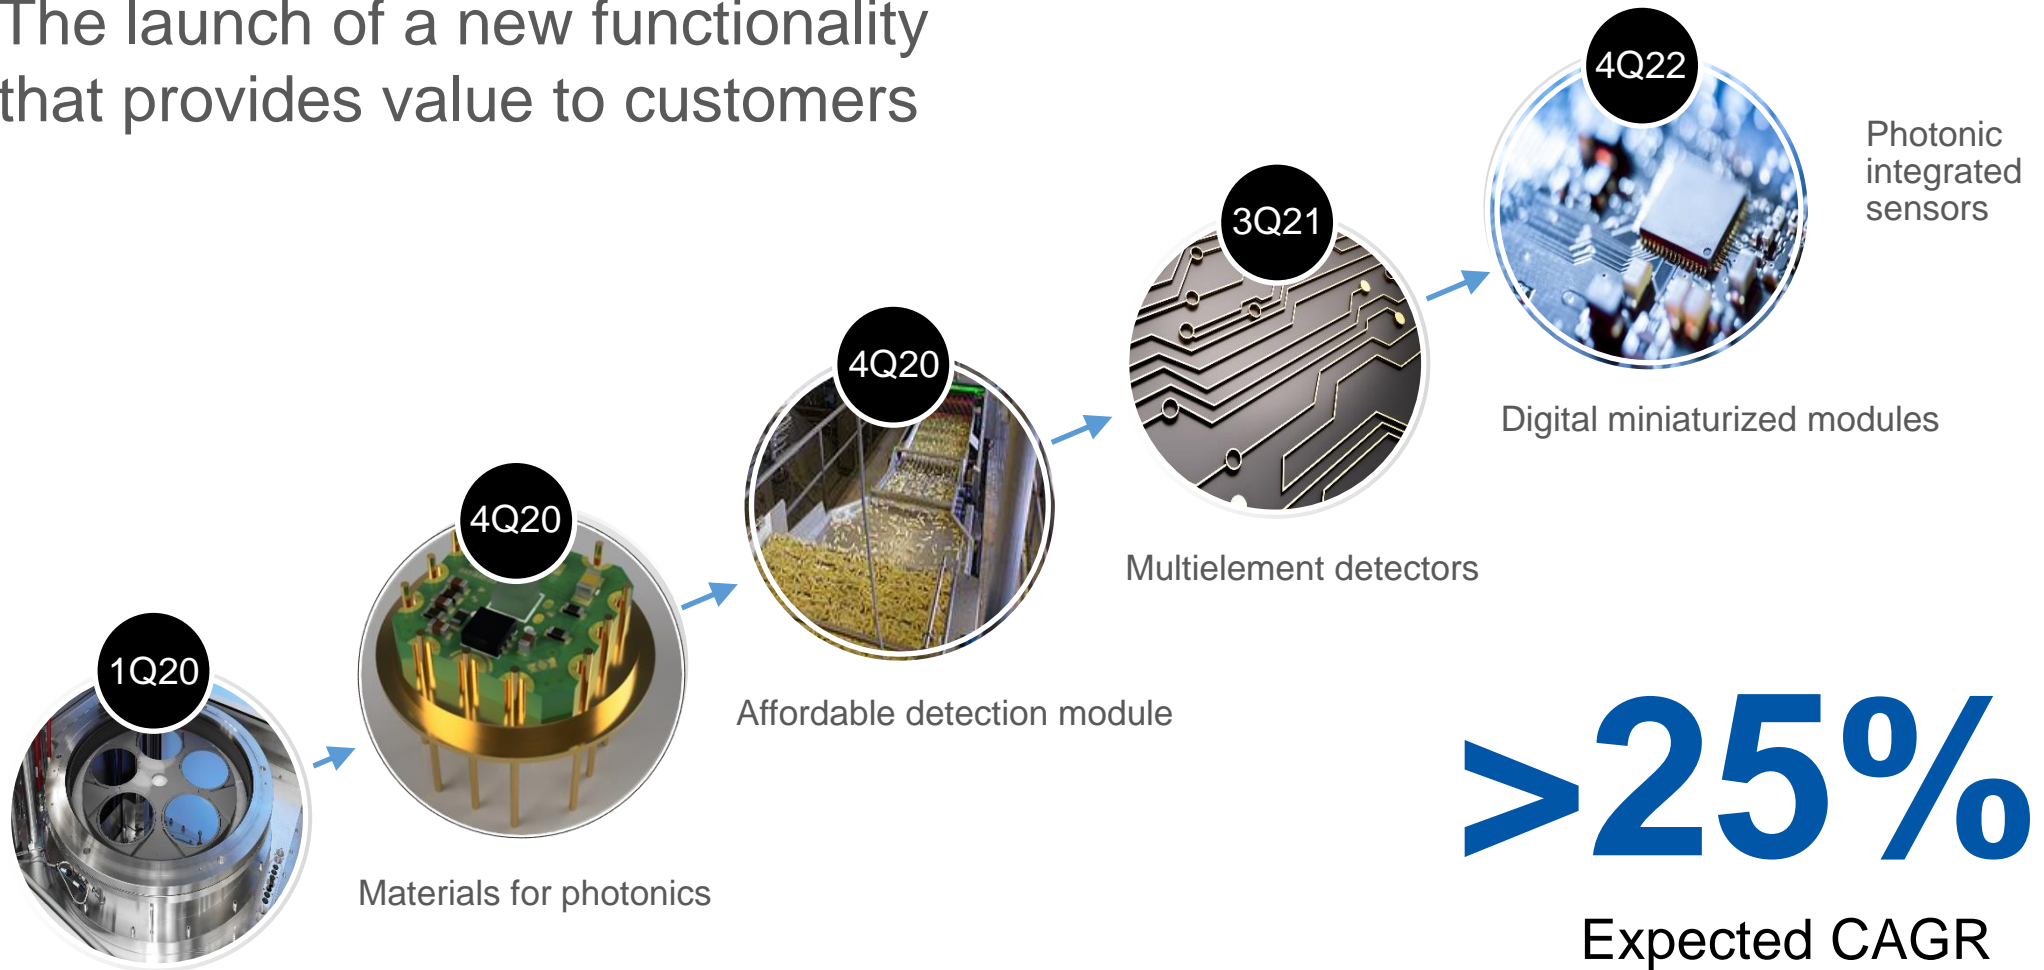 The launch of a new functionality
that provides value to customers
4Q22
Photonic
integrated
sensors
3Q21
Digital miniaturized modules
4Q20
Multielement detectors
4Q20
Affordable detection module
1Q20
Materials for photonics
>25%
Expected CAGR